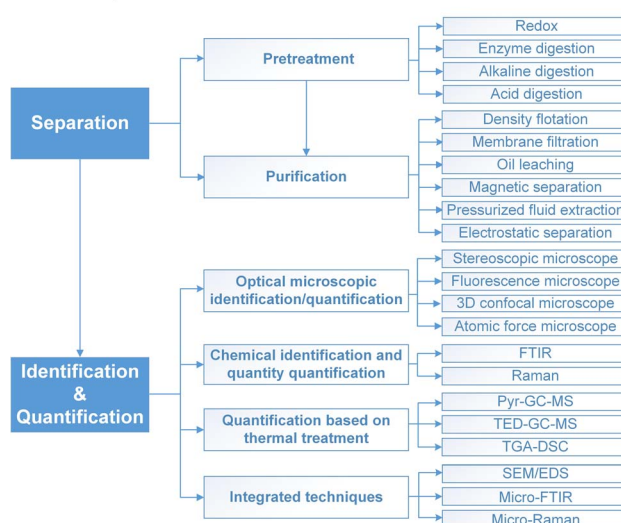 Separation
Pretreatment
Redox
Enzyme digestion
Alkaline digestion
Acid digestion
Purification
Density flotation
Membrane filtration
Oil leaching
Magnetic separation
Pressurized fluid extraction
Electrostatic separation
Identification
&
Quantification
Optical microscopic
identification/quantification
Stereoscopic microscope
Fluorescence microscope
3D confocal microscope
Atomic force microscope
Chemical identification and
quantity quantification
FTIR
Raman
Quantification based on
thermal treatment
Pyr-GC-MS
TED-GC-MS
TGA-DSC
Integrated techniques
SEM/EDS
Micro-FTIR
Micro-Raman